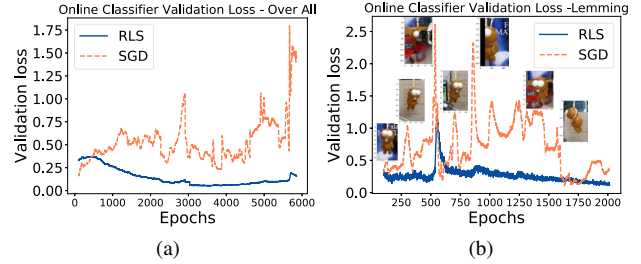 Online Classifier Validation Loss - Over All
Validation loss
1.75
1.50
1.25
1.00
0.75
0.50
0.25
0.00
RLS
SGD
0 1000 2000 3000 4000 5000 6000
Epochs
(a)
Online Classifier Validation Loss -Lemming
Validation loss
2.5
2.0
1.5
1.0
0.5
0.0
RLS
SGD
250 500 750 1000 1250 1500 1750 2000
Epochs
(b)